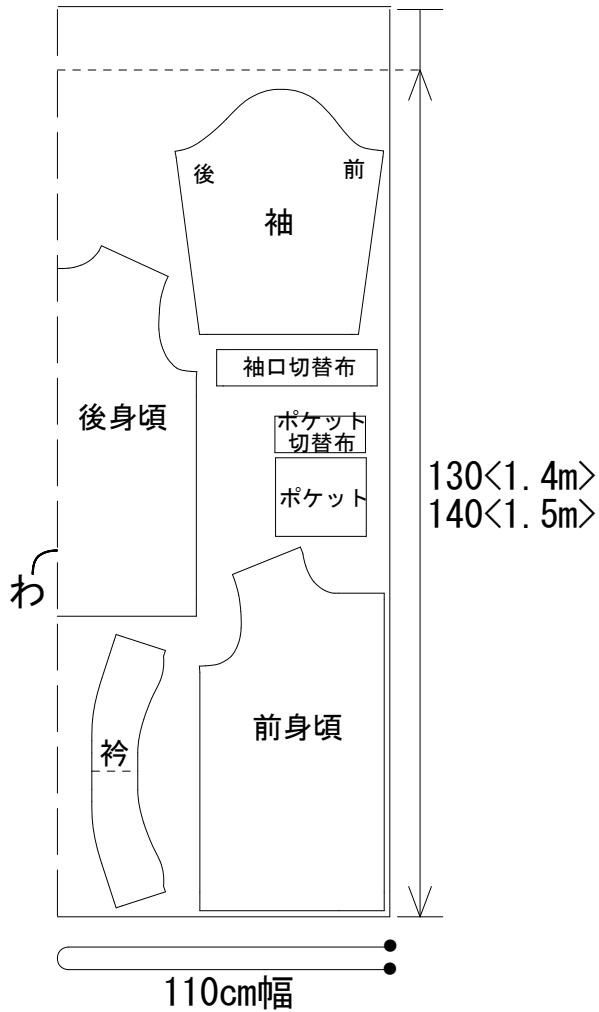 後
前
袖
袖口切替布
後身頃
ポケット
切替布
ポケット
130<1.4m>
140<1.5m>
わ
前身頃
衿
110cm幅